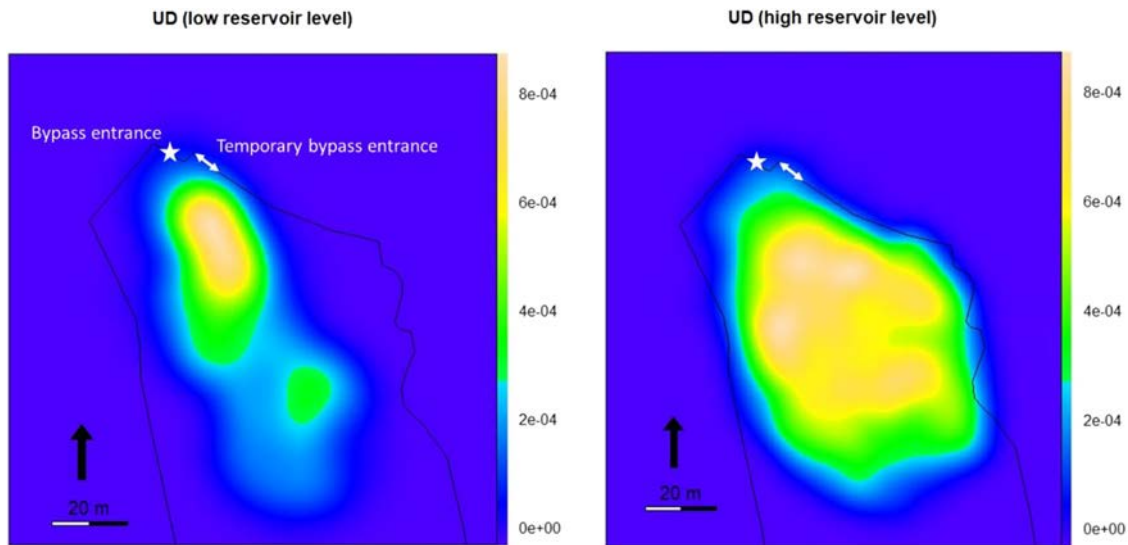 UD (low reservoir level)
UD (high reservoir level)
Bypass entrance
Temporary bypass entrance
8e-04
6e-04
4e-04
2e-04
0e+00
20 m
8e-04
6e-04
4e-04
2e-04
0e+00
20 m